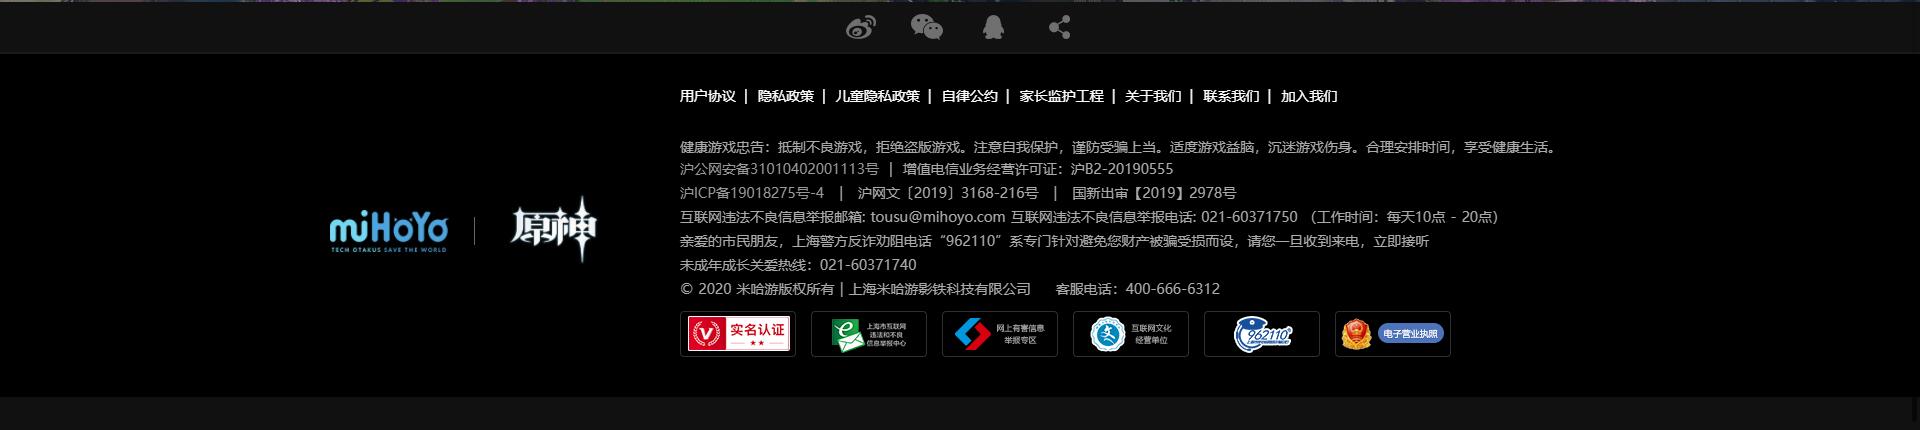 用户协议 | 隐私政策 | 儿童隐私政策 | 自律公约 | 家长监护工程 | 关于我们 | 联系我们 | 加入我们
健康游戏忠告：抵制不良游戏，拒绝盗版游戏。注意自我保护，谨防受骗上当。适度游戏益脑，沉迷游戏伤身。合理安排时间，享受健康生活。
沪公网安备31010402001113号 | 增值电信业务经营许可证：沪B2-20190555
沪ICP备19018275号-4 | 沪网文〔2019〕3168-216号 | 国新出审【2019】2978号
互联网违法不良信息举报邮箱: tousu@mihoyo.com 互联网违法不良信息举报电话: 021-60371750 （工作时间：每天10点 - 20点）
亲爱的市民朋友，上海警方反诈劝阻电话“962110”系专门针对避免您财产被骗受损而设，请您一旦收到来电，立即接听
未成年成长关爱热线：021-60371740
© 2020 米哈游版权所有 | 上海米哈游影铁科技有限公司 客服电话：400-666-6312
miHoYo
TECH OTAKUS SAVE THE WORLD
原神
实名认证
上海市互联网
违法和不良
信息举报中心
网上有害信息
举报专区
互联网文化
经营单位
962110
电子营业执照